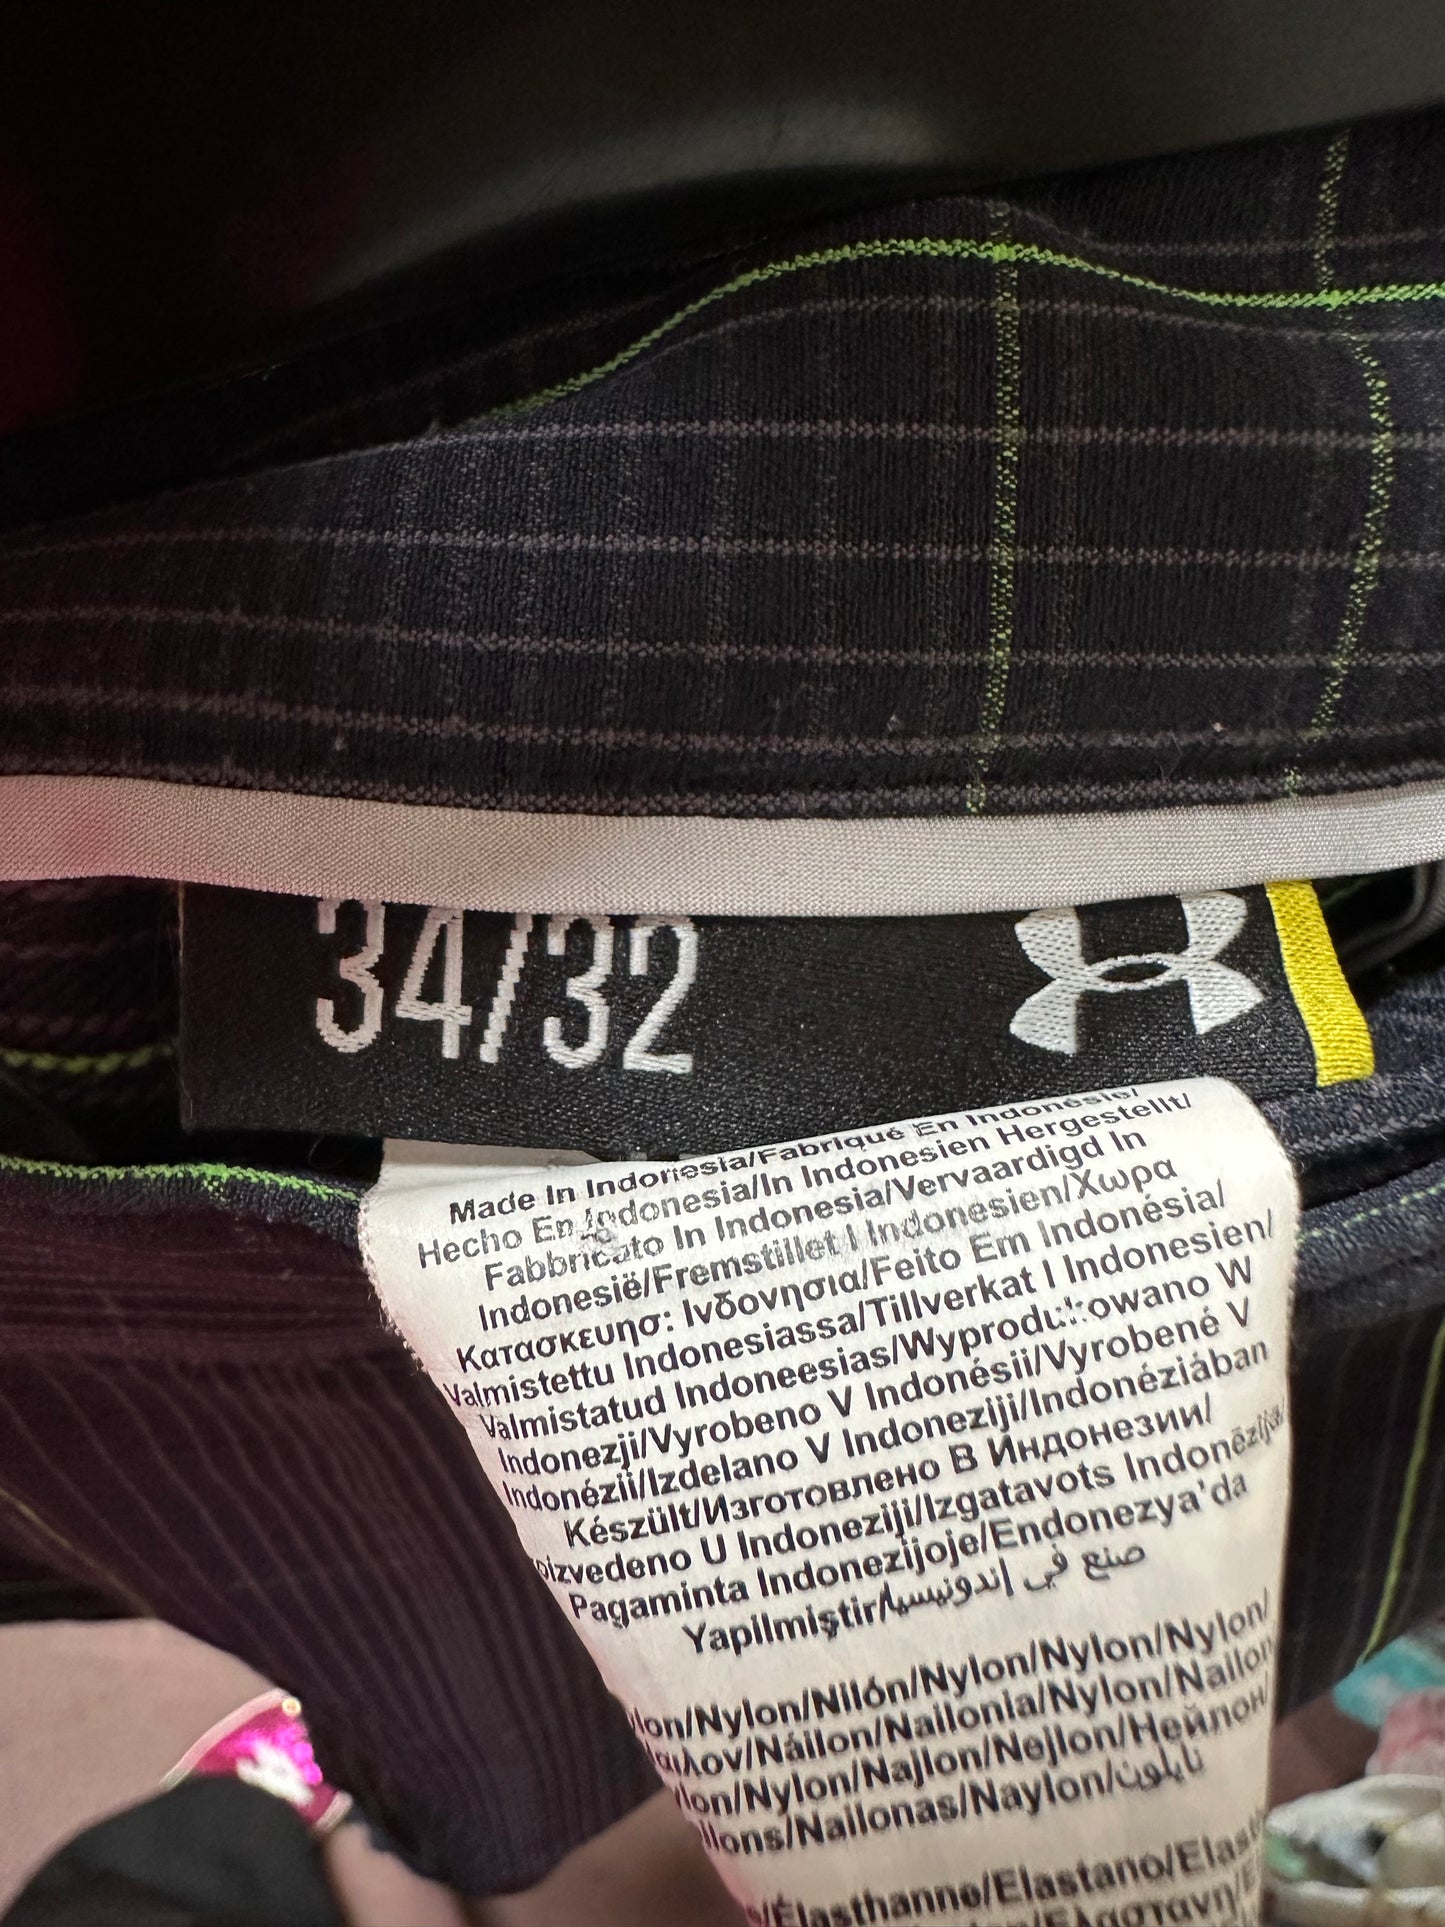 34/32
Made In Indonesia/Fabriqué En Indonésie/
Hecho En Indonesia/In Indonesien Hergestellt/
Fabbricato In Indonesia/Vervaardigd In
Indonesië/Fremstillet I Indonesien/Χωρα
Κατασκευησ: Ινδονησια/Feito Em Indonésia/
Valmistettu Indonesiassa/Tillverkat I Indonesien/
Valmistatud Indoneesias/Wyprodukowano W
Indonezji/Vyrobeno V Indonésii/Vyrobené V
Indonézii/Izdelano V Indoneziji/Indonéziában
Készült/Изготовлено В Индонезии/
oizvedeno U Indoneziji/Izgatavots Indonēzijā/
Pagaminta Indonezijoje/Endonezya'da
Yapilmiştir/صنع في إندونيسيا
/Nylon/Nilón/Nylon/Nylon/Nylon/
/Náilon/Nailonia/Nylon/Nailon
/Nylon/Najlon/Nejlon/Нейлон/
/Nailonas/Naylon/نايلون
/Élasthanne/Elastano/